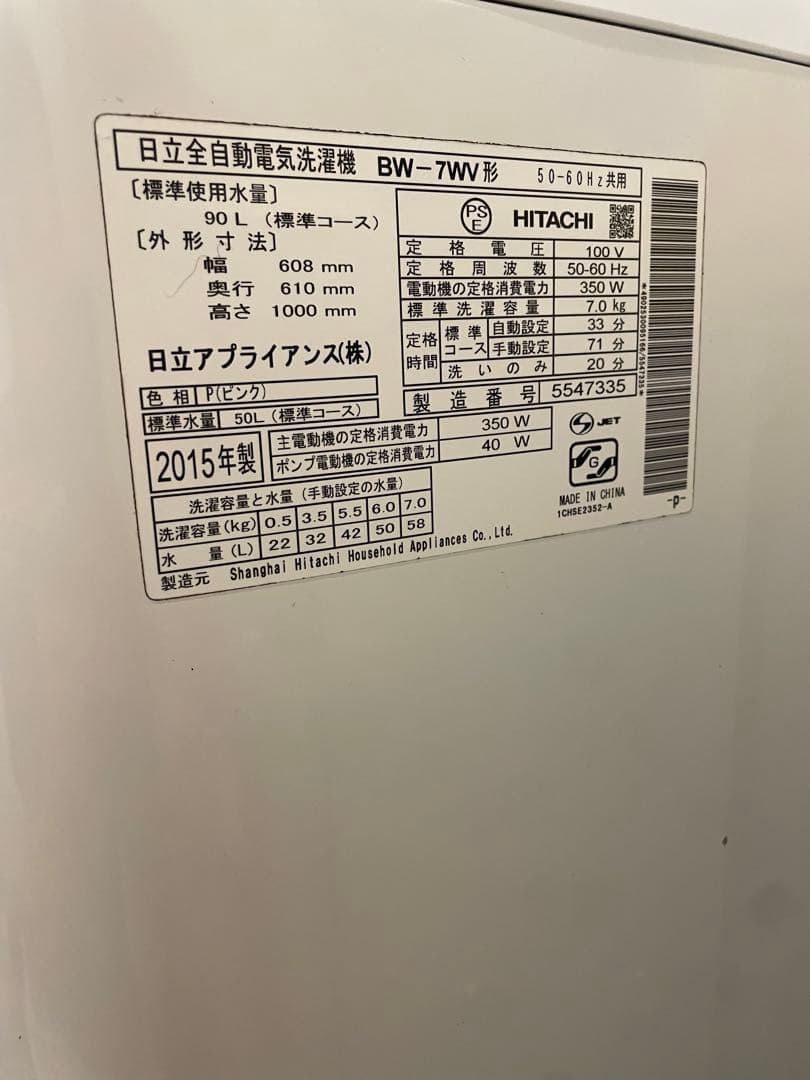 日立全自動電気洗濯機 BW-7WV形 50-60Hz共用
〔標準使用水量〕
90 L (標準コース)
〔外形寸法〕
幅 608 mm
奥行 610 mm
高さ 1000 mm
日立アプライアンス(株)
色相 P(ピンク)
標準水量 50L (標準コース)
PS
E
HITACHI
定格電圧 100 V
定格周波数 50-60 Hz
電動機の定格消費電力 350 W
標準洗濯容量 7.0 kg
定格時間 標準コース 自動設定 33 分
手動設定 71 分
洗いのみ 20 分
製造番号 5547335
2015年製
主電動機の定格消費電力 350 W
ポンプ電動機の定格消費電力 40 W
洗濯容量と水量 (手動設定の水量)
洗濯容量(kg) 0.5 3.5 5.5 6.0 7.0
水量(L) 22 32 42 50 58
製造元 Shanghai Hitachi Household Appliances Co.,Ltd.
S JET
G
MADE IN CHINA
1CHSE2352-A
-p-